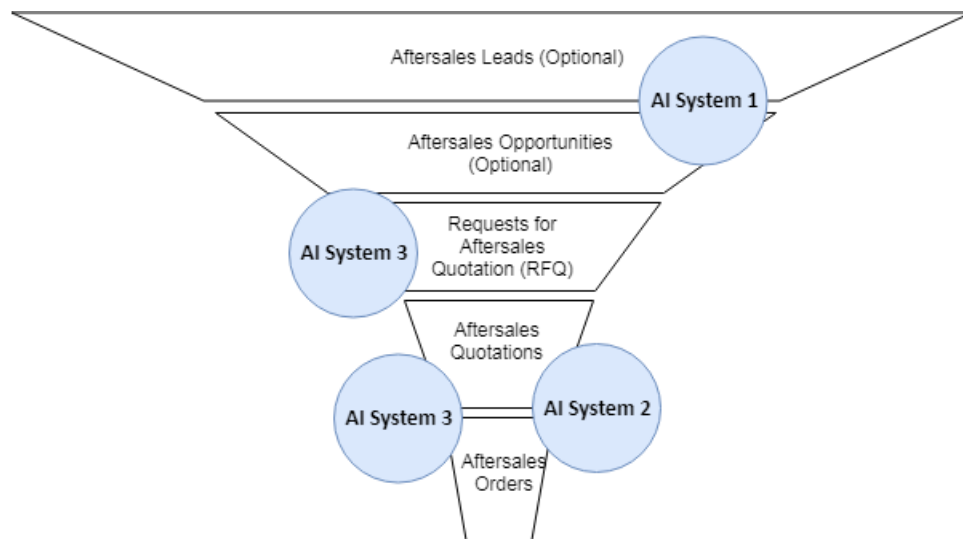 Aftersales Leads (Optional)
AI System 1
Aftersales Opportunities
(Optional)
AI System 3
Requests for
Aftersales
Quotation (RFQ)
Aftersales
Quotations
AI System 3
AI System 2
Aftersales
Orders